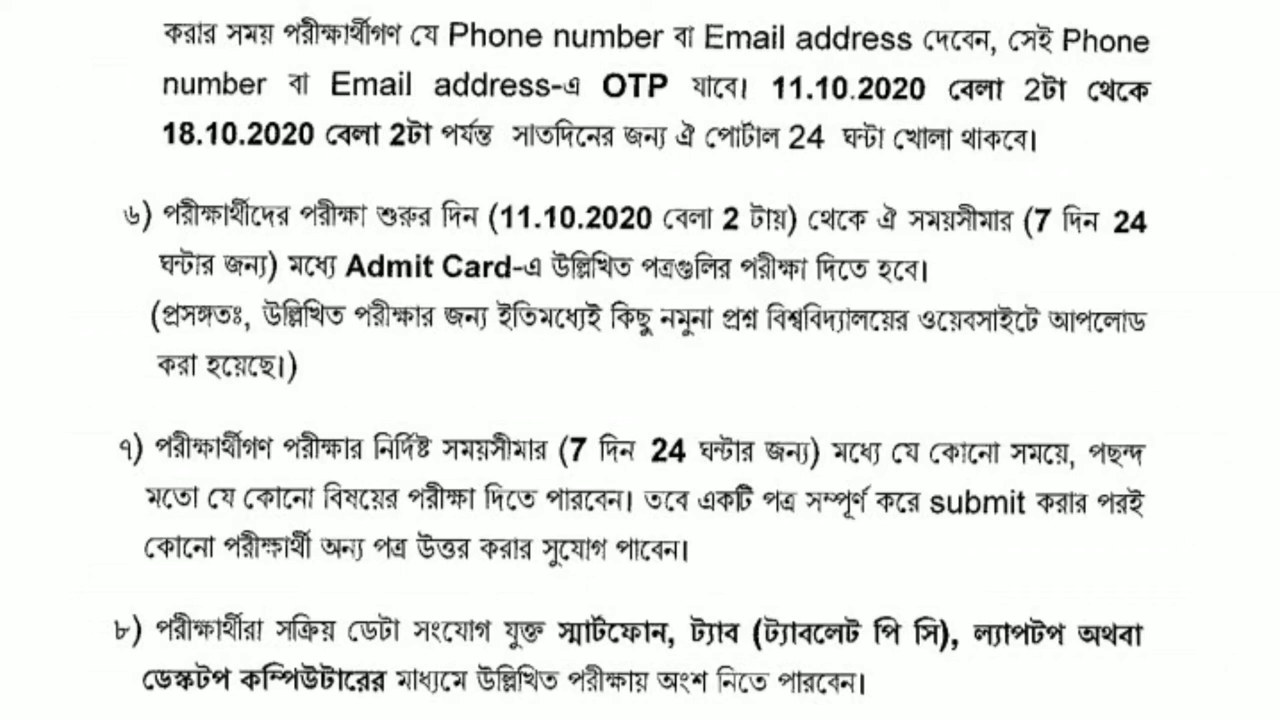 করার সময় পরীক্ষার্থীগণ যে Phone number বা Email address দেবেন, সেই Phone
number বা Email address-এ OTP যাবে। 11.10.2020 বেলা 2টা থেকে
18.10.2020 বেলা 2টা পর্যন্ত সাতদিনের জন্য ঐ পোর্টাল 24 ঘন্টা খোলা থাকবে।
৬) পরীক্ষার্থীদের পরীক্ষা শুরুর দিন (11.10.2020 বেলা 2 টায়) থেকে ঐ সময়সীমার (7 দিন 24
ঘন্টার জন্য) মধ্যে Admit Card-এ উল্লিখিত পত্রগুলির পরীক্ষা দিতে হবে।
(প্রসঙ্গতঃ, উল্লিখিত পরীক্ষার জন্য ইতিমধ্যেই কিছু নমুনা প্রশ্ন বিশ্ববিদ্যালয়ের ওয়েবসাইটে আপলোড
করা হয়েছে।)
৭) পরীক্ষার্থীগণ পরীক্ষার নির্দিষ্ট সময়সীমার (7 দিন 24 ঘন্টার জন্য) মধ্যে যে কোনো সময়ে, পছন্দ
মতো যে কোনো বিষয়ের পরীক্ষা দিতে পারবেন। তবে একটি পত্র সম্পূর্ণ করে submit করার পরই
কোনো পরীক্ষার্থী অন্য পত্র উত্তর করার সুযোগ পাবেন।
৮) পরীক্ষার্থীরা সক্রিয় ডেটা সংযোগ যুক্ত স্মার্টফোন, ট্যাব (ট্যাবলেট পি সি), ল্যাপটপ অথবা
ডেস্কটপ কম্পিউটারের মাধ্যমে উল্লিখিত পরীক্ষায় অংশ নিতে পারবেন।